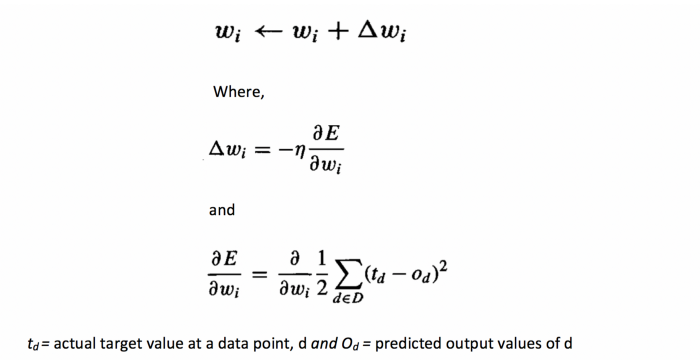 wᵢ ← wᵢ + Δwᵢ
Where,
Δwᵢ = −η ∂E/∂wᵢ
and
∂E/∂wᵢ = ∂/∂wᵢ 1/2 ∑_{d∈D} (t_d − o_d)²
t_d = actual target value at a data point, d and O_d = predicted output values of d